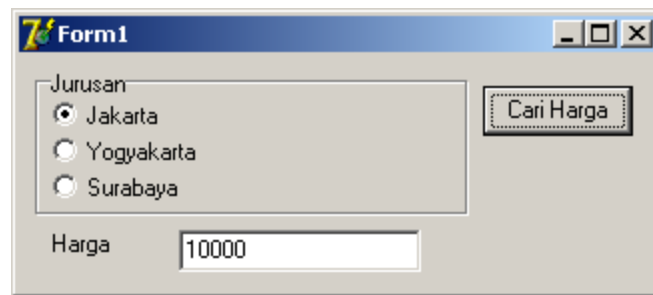 Form1
Jurusan
Jakarta
Cari Harga
Yogyakarta
Surabaya
Harga 10000